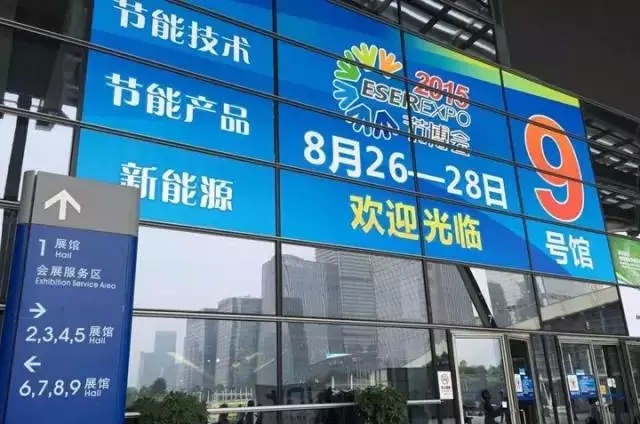 节能技术
节能产品
新能源
2015
ESEREXPO
节博会
8月26—28日
欢迎光临
9
号馆
1 展馆
Hall
会展服务区
Exhibition Service Area
2,3,4,5 展馆
Hall
6,7,8,9 展馆
Hall